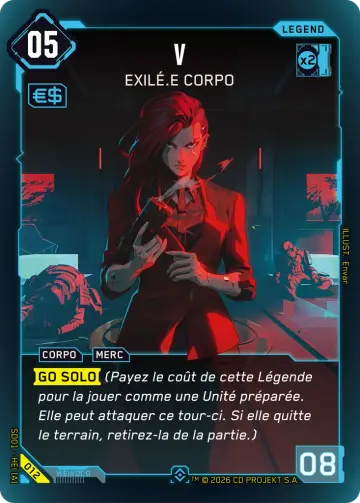 05
LEGEND
V
x2
EXILÉ.E CORPO
€$
ILLUST. Envar
CORPO
MERC
GO SOLO (Payez le coût de cette Légende
pour la jouer comme une Unité préparée.
Elle peut attaquer ce tour-ci. Si elle quitte
le terrain, retirez-la de la partie.)
012
08
™ © 2026 CD PROJEKT S.A.